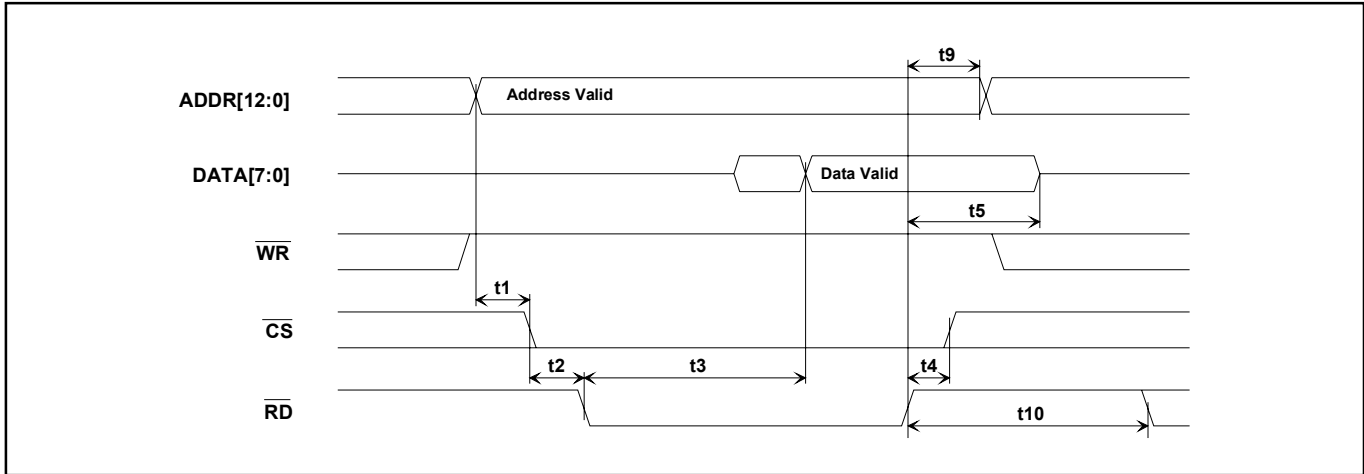 t9
ADDR[12:0]
Address Valid
DATA[7:0]
Data Valid
t5
WR
t1
CS
t2
t3
t4
RD
t10